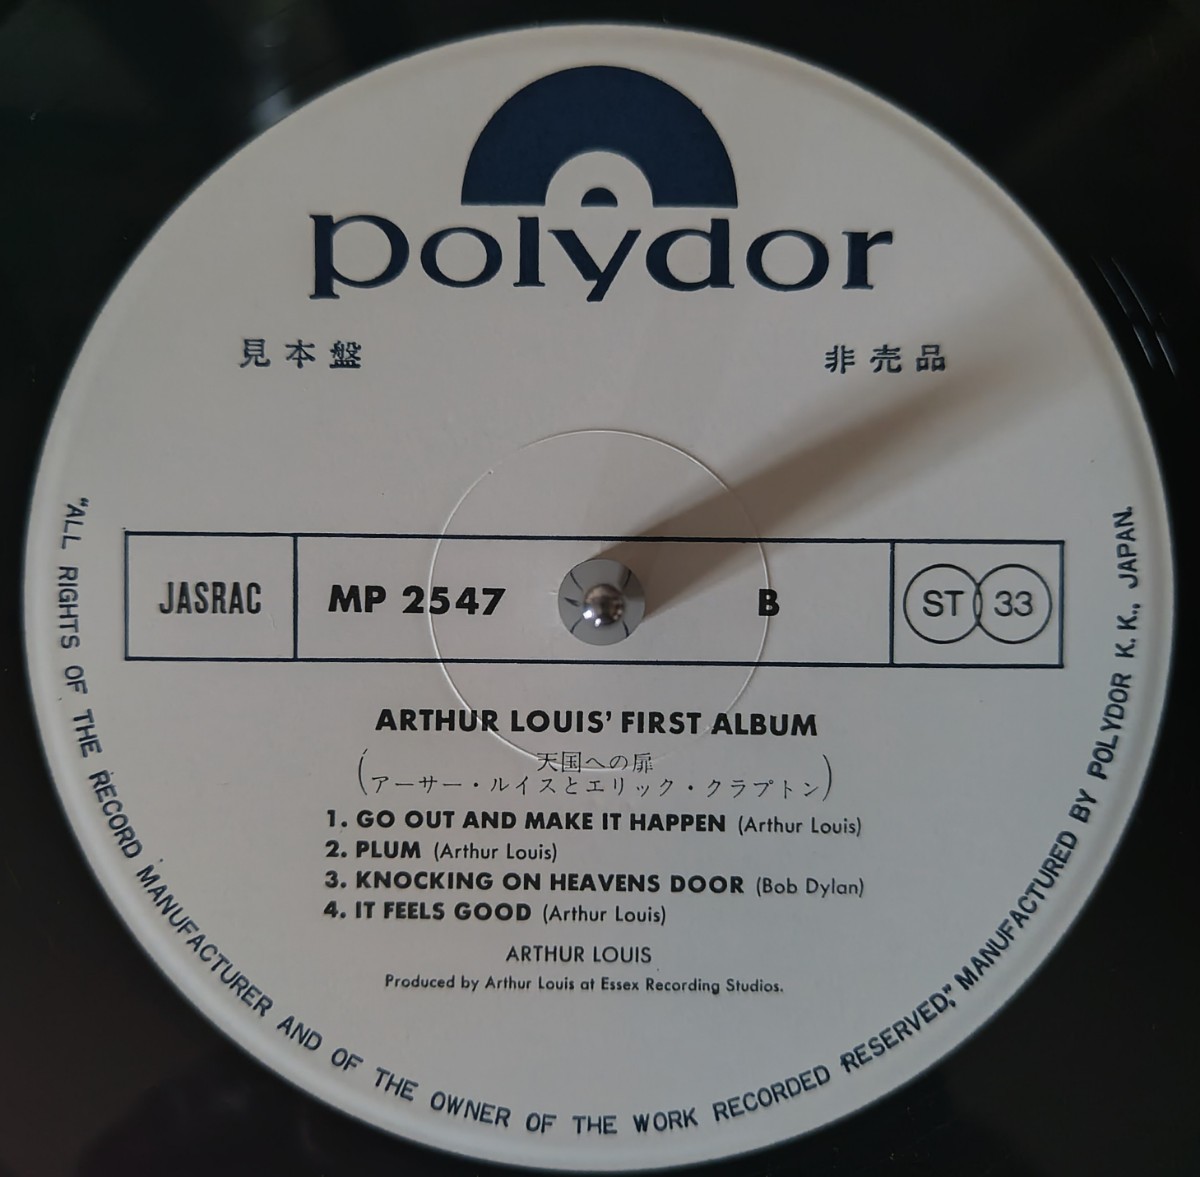 polydor
見本盤 非売品
JASRAC MP 2547 B ST 33
ARTHUR LOUIS' FIRST ALBUM
(天国への扉
アーサー・ルイスとエリック・クラプトン)
1. GO OUT AND MAKE IT HAPPEN (Arthur Louis)
2. PLUM (Arthur Louis)
3. KNOCKING ON HEAVENS DOOR (Bob Dylan)
4. IT FEELS GOOD (Arthur Louis)
ARTHUR LOUIS
Produced by Arthur Louis at Essex Recording Studios.
"ALL RIGHTS OF THE RECORD MANUFACTURER AND OF THE OWNER OF THE WORK RECORDED RESERVED," MANUFACTURED BY POLYDOR K.K., JAPAN.